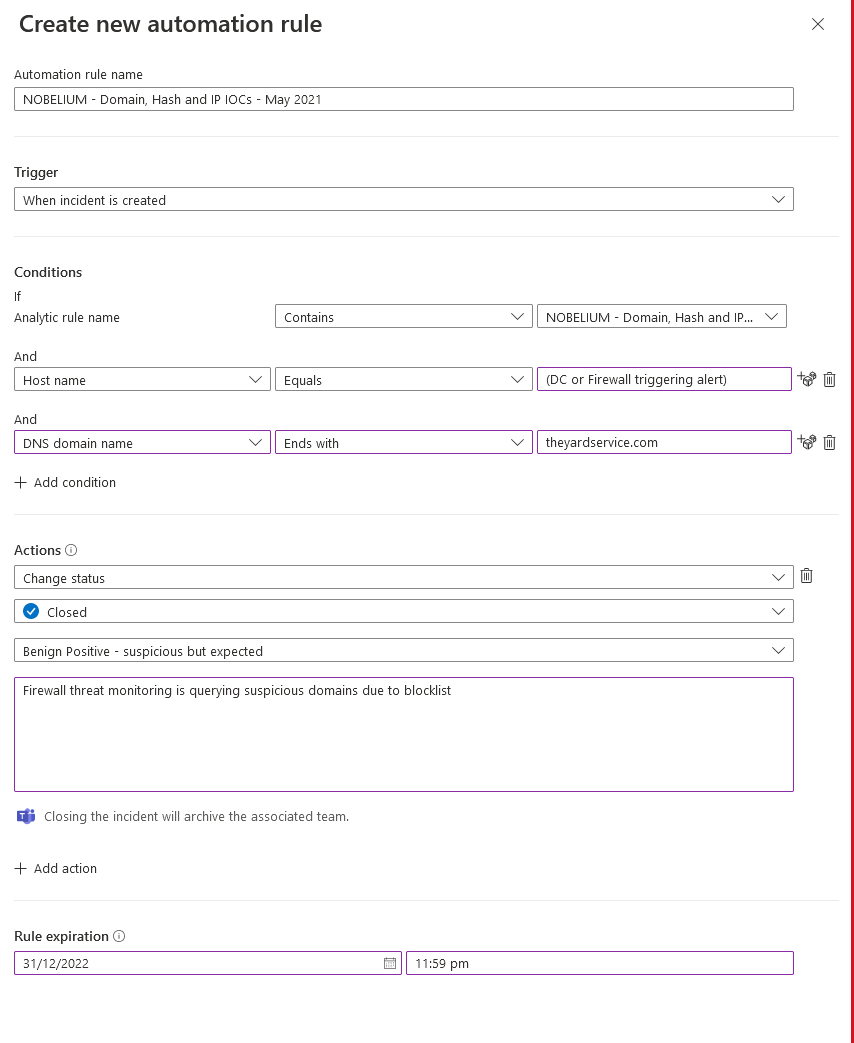 Create new automation rule
Automation rule name
NOBELIUM - Domain, Hash and IP IOCs - May 2021
Trigger
When incident is created
Conditions
If
Analytic rule name
Contains
NOBELIUM - Domain, Hash and IP...
And
Host name
Equals
(DC or Firewall triggering alert)
And
DNS domain name
Ends with
theyardservice.com
Add condition
Actions
Change status
Closed
Benign Positive - suspicious but expected
Firewall threat monitoring is querying suspicious domains due to blocklist
Closing the incident will archive the associated team.
Add action
Rule expiration
31/12/2022
11:59 pm